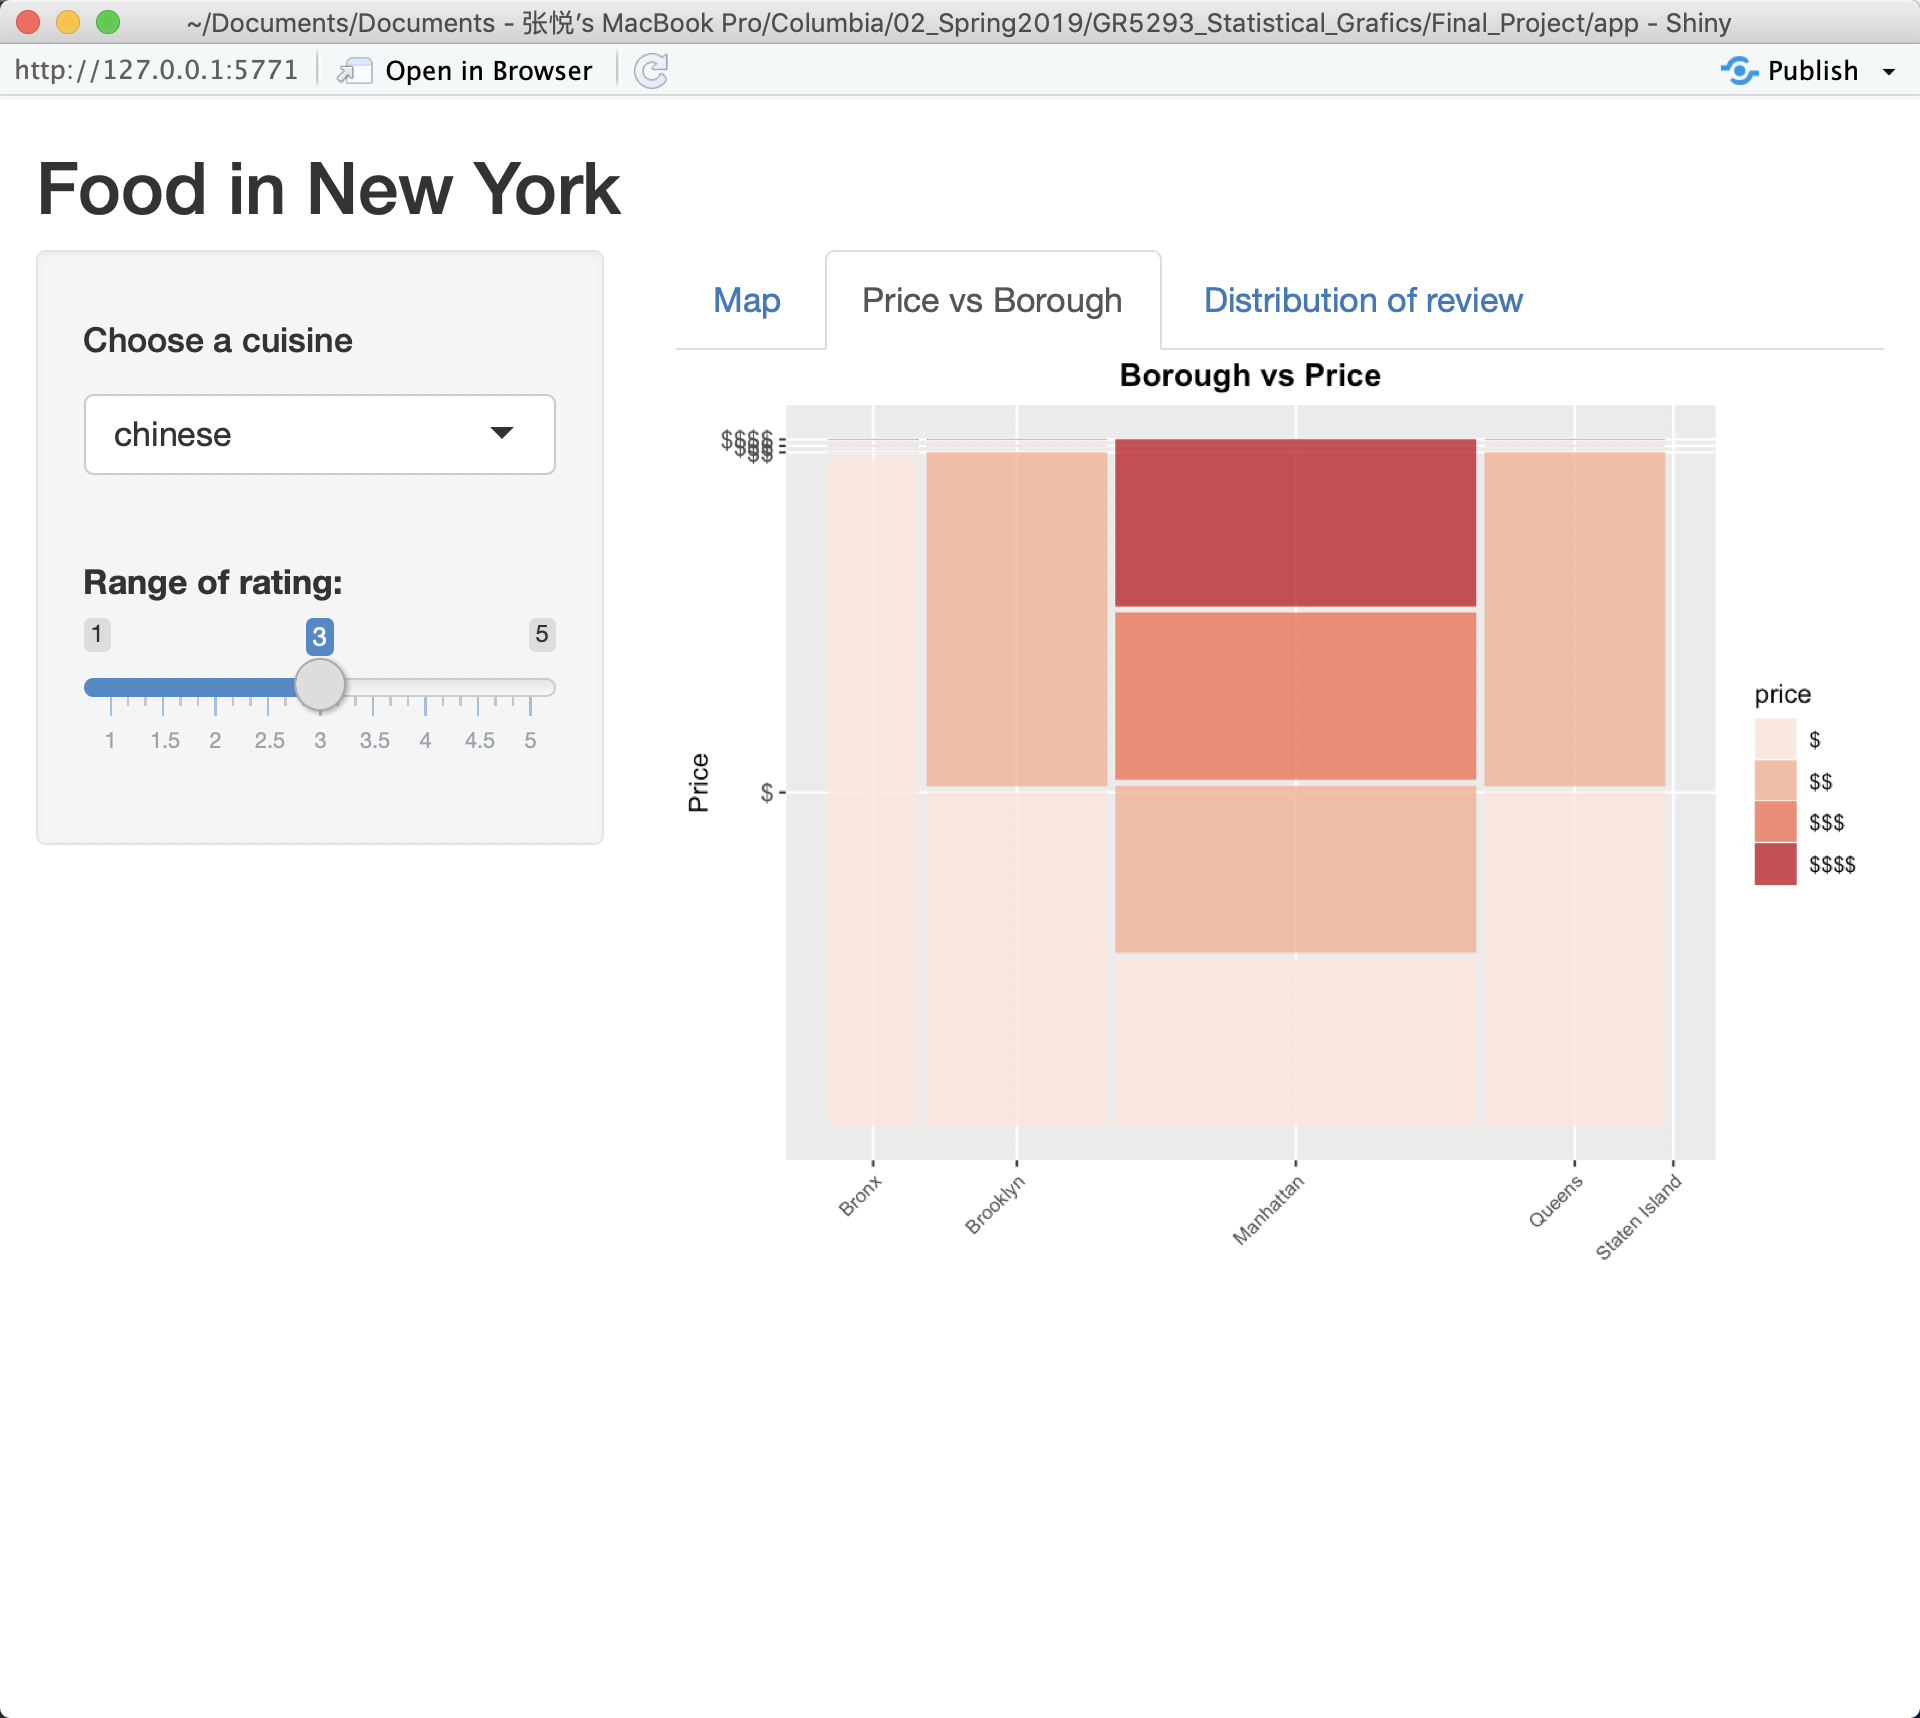 ~/Documents/Documents - 张悦’s MacBook Pro/Columbia/02_Spring2019/GR5293_Statistical_Grafics/Final_Project/app - Shiny
http://127.0.0.1:5771 Open in Browser Publish
Food in New York
Choose a cuisine
chinese
Range of rating:
1 3 5
1 1.5 2 2.5 3 3.5 4 4.5 5
Map Price vs Borough Distribution of review
Borough vs Price
$$$$
$$$
$$
$
Price
Bronx
Brooklyn
Manhattan
Queens
Staten Island
price
$
$$
$$$
$$$$